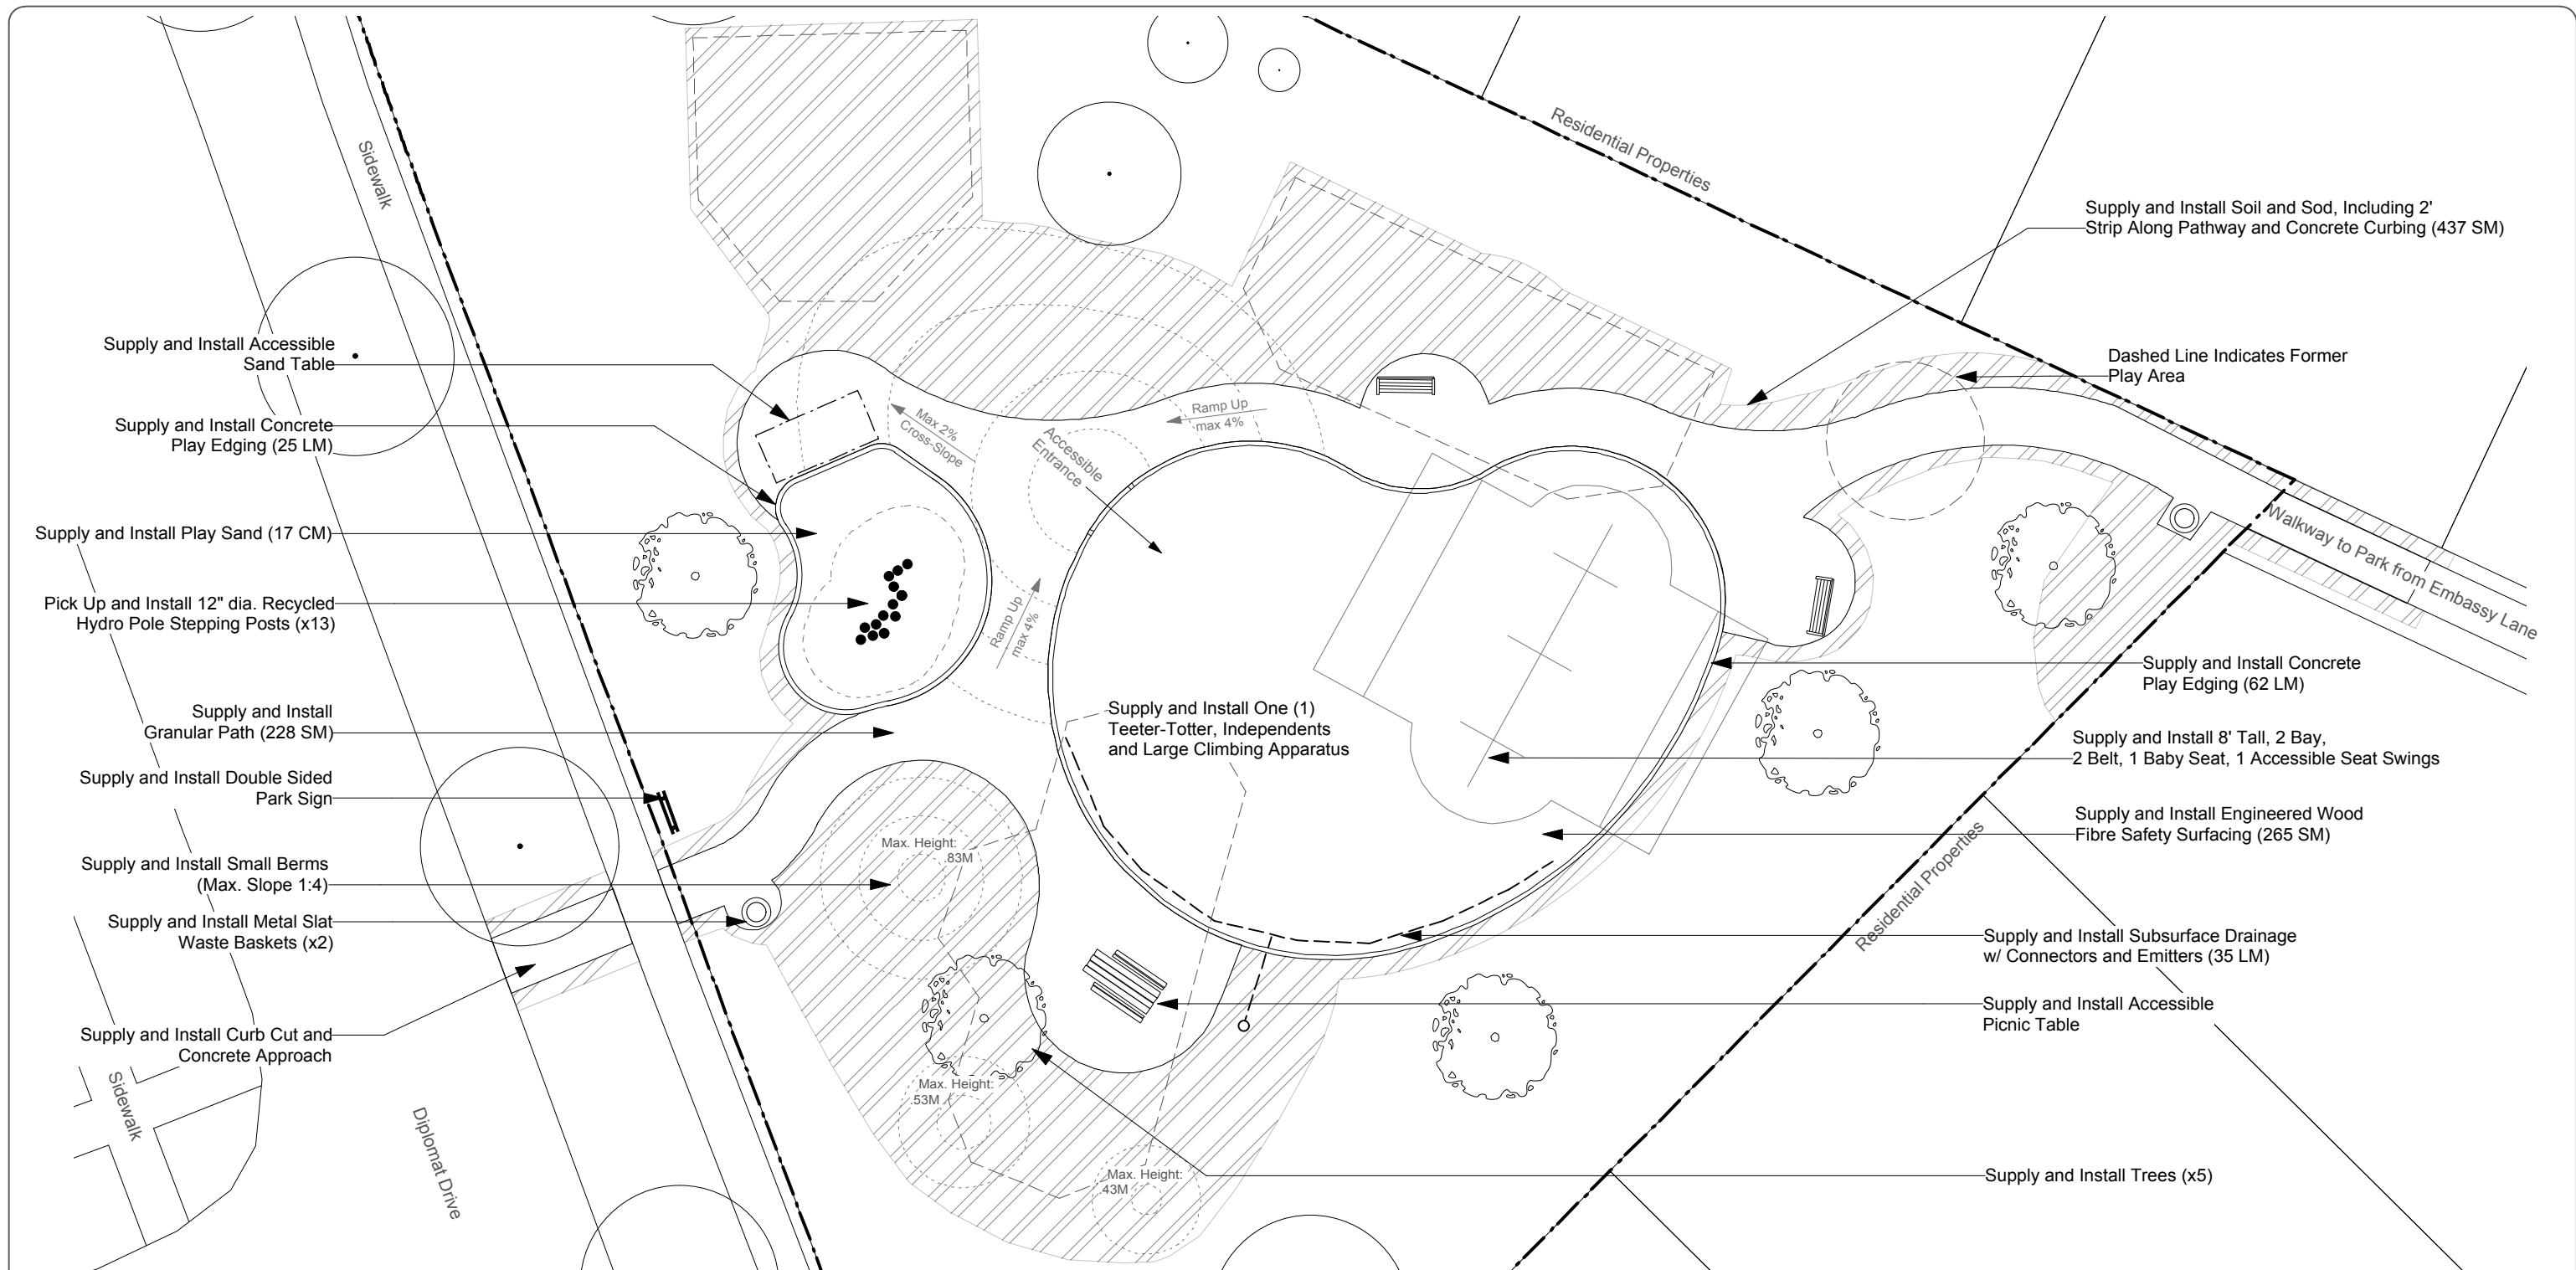 Sidewalk
Residential Properties
Supply and Install Soil and Sod, Including 2'
Strip Along Pathway and Concrete Curbing (437 SM)
Supply and Install Accessible
Sand Table
Dashed Line Indicates Former
Play Area
Supply and Install Concrete
Play Edging (25 LM)
Max 2%
Cross-Slope
Ramp Up
max 4%
Accessible
Entrance
Supply and Install Play Sand (17 CM)
Walkway to Park from Embassy Lane
Pick Up and Install 12" dia. Recycled
Hydro Pole Stepping Posts (x13)
Ramp Up
max 4%
Supply and Install Concrete
Play Edging (62 LM)
Supply and Install
Granular Path (228 SM)
Supply and Install One (1)
Teeter-Totter, Independents
and Large Climbing Apparatus
Supply and Install 8' Tall, 2 Bay,
2 Belt, 1 Baby Seat, 1 Accessible Seat Swings
Supply and Install Double Sided
Park Sign
Supply and Install Engineered Wood
Fibre Safety Surfacing (265 SM)
Max. Height:
.83M
Supply and Install Small Berms
(Max. Slope 1:4)
Residential Properties
Supply and Install Metal Slat
Waste Baskets (x2)
Supply and Install Subsurface Drainage
w/ Connectors and Emitters (35 LM)
Supply and Install Accessible
Picnic Table
Supply and Install Curb Cut and
Concrete Approach
Sidewalk
Diplomat Drive
Max. Height:
.53M
Max. Height:
.43M
Supply and Install Trees (x5)